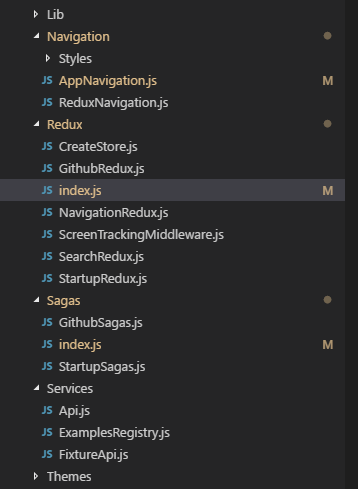 Lib
Navigation
Styles
JS AppNavigation.js M
JS ReduxNavigation.js
Redux
JS CreateStore.js
JS GithubRedux.js
JS index.js M
JS NavigationRedux.js
JS ScreenTrackingMiddleware.js
JS SearchRedux.js
JS StartupRedux.js
Sagas
JS GithubSagas.js
JS index.js M
JS StartupSagas.js
Services
JS Api.js
JS ExamplesRegistry.js
JS FixtureApi.js
Themes